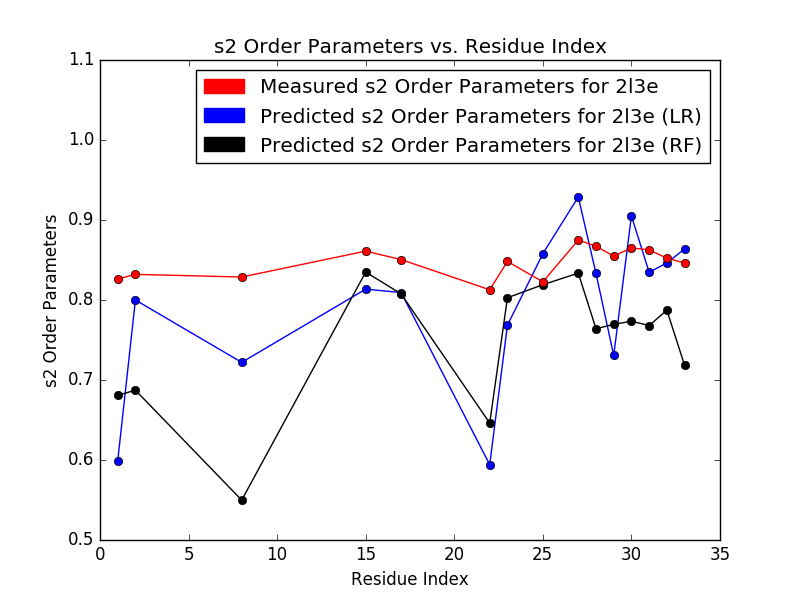 s2 Order Parameters vs. Residue Index
Measured s2 Order Parameters for 2l3e
Predicted s2 Order Parameters for 2l3e (LR)
Predicted s2 Order Parameters for 2l3e (RF)
s2 Order Parameters
1.1
1.0
0.9
0.8
0.7
0.6
0.5
0 5 10 15 20 25 30 35
Residue Index